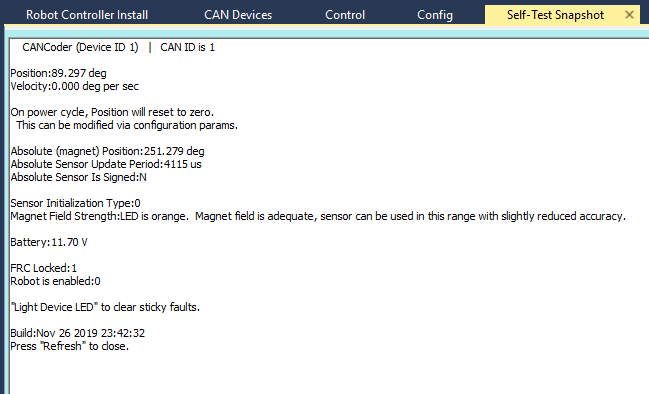 Robot Controller Install CAN Devices Control Config Self-Test Snapshot ×
CANCoder (Device ID 1) | CAN ID is 1
Position:89.297 deg
Velocity:0.000 deg per sec
On power cycle, Position will reset to zero.
This can be modified via configuration params.
Absolute (magnet) Position:251.279 deg
Absolute Sensor Update Period:4115 us
Absolute Sensor Is Signed:N
Sensor Initialization Type:0
Magnet Field Strength:LED is orange. Magnet field is adequate, sensor can be used in this range with slightly reduced accuracy.
Battery:11.70 V
FRC Locked:1
Robot is enabled:0
"Light Device LED" to clear sticky faults.
Build:Nov 26 2019 23:42:32
Press "Refresh" to close.